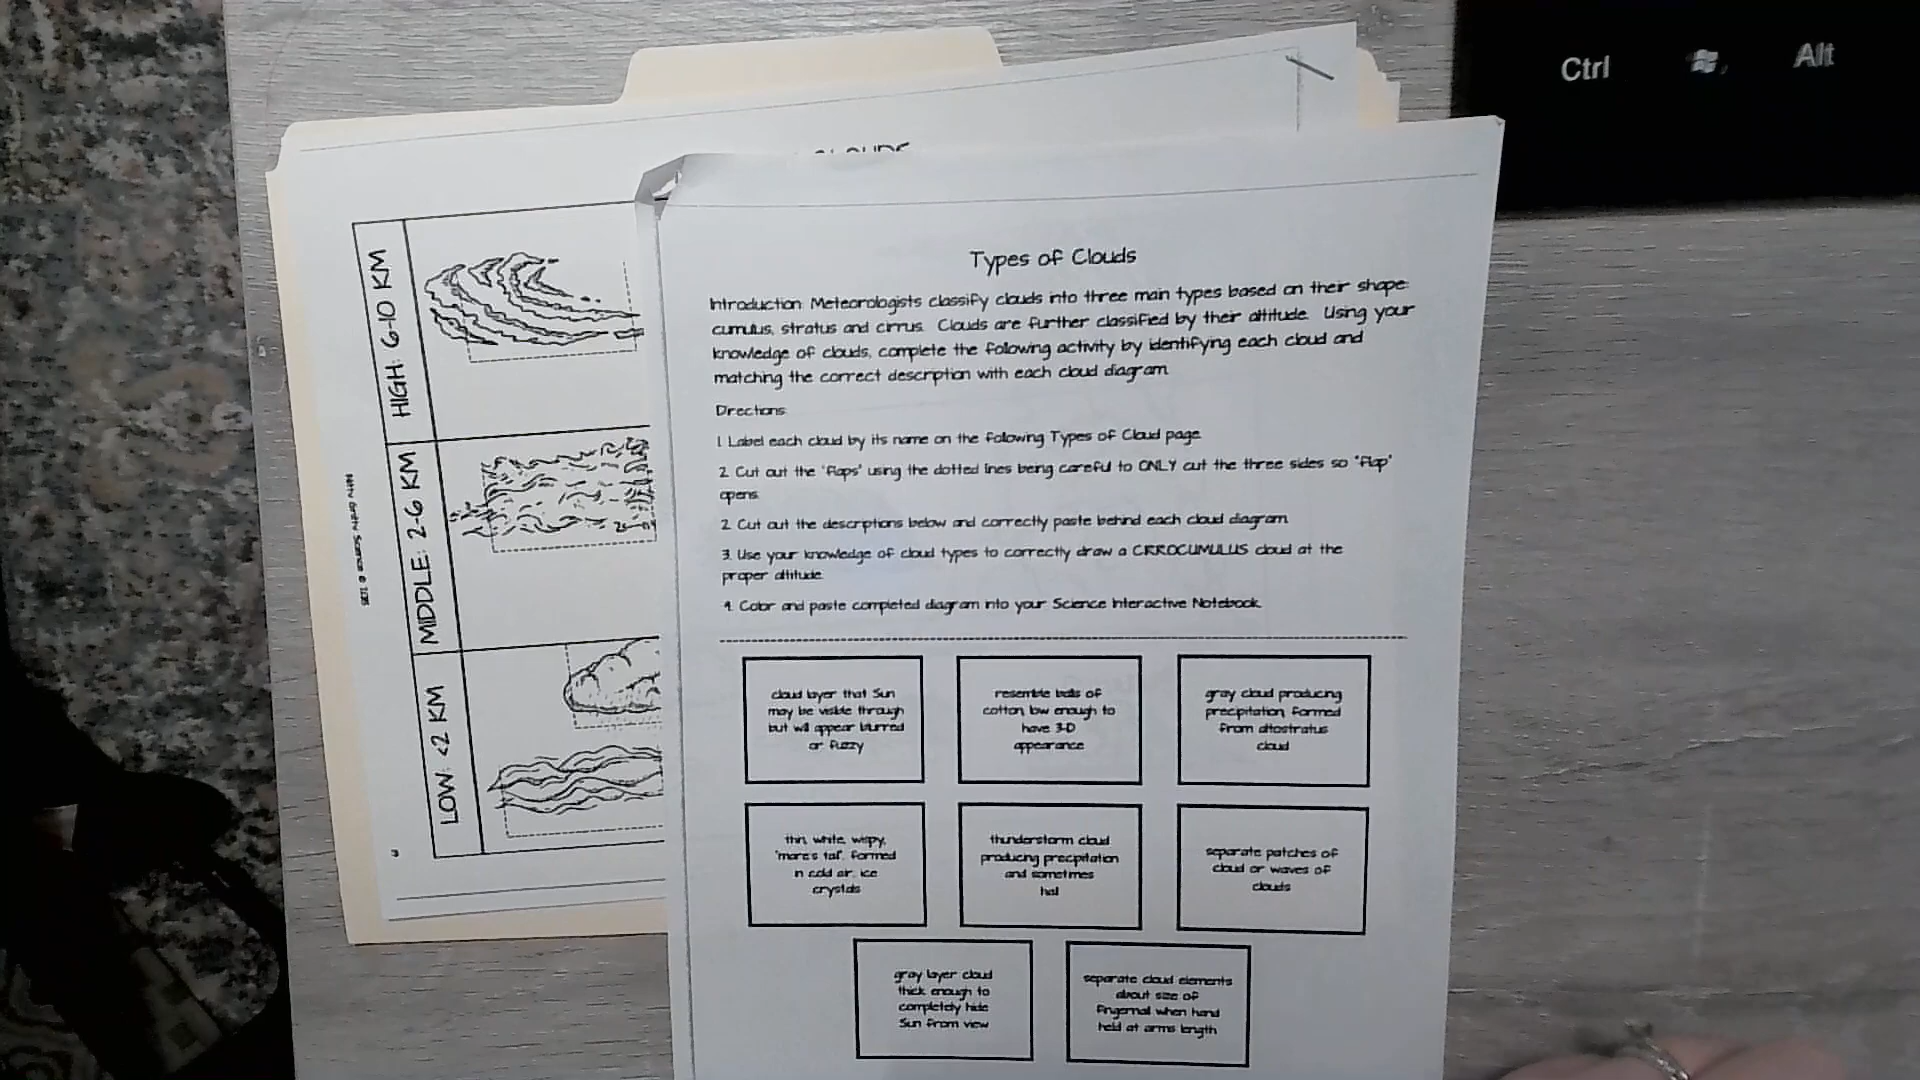 Ctrl
Alt
Types of Clouds
Introduction: Meteorologists classify clouds into three main types based on their shape:
cumulus, stratus and cirrus. Clouds are further classified by their altitude. Using your
knowledge of clouds, complete the following activity by identifying each cloud and
matching the correct description with each cloud diagram.
Directions:
1. Label each cloud by its name on the following Types of Cloud page.
2. Cut out the "flaps" using the dotted lines being careful to ONLY cut the three sides so "flap"
opens.
2. Cut out the descriptions below and correctly paste behind each cloud diagram.
3. Use your knowledge of cloud types to correctly draw a CIRROCUMULUS cloud at the
proper altitude.
4. Color and paste completed diagram into your Science Interactive Notebook.
cloud layer that Sun
may be visible through
but will appear blurred
or fuzzy
resemble balls of
cotton, low enough to
have 3-D
appearance
gray cloud producing
precipitation, formed
from altostratus
cloud
thin, white, wispy,
"mare's tail", formed
in cold air, ice
crystals
thunderstorm cloud
producing precipitation
and sometimes
hail
separate patches of
cloud or waves of
clouds
gray layer cloud
thick enough to
completely hide
Sun from view
separate cloud elements
about size of
fingernail when hand
held at arms length
HIGH: 6-10 KM
MIDDLE: 2-6 KM
LOW: <2 KM
3